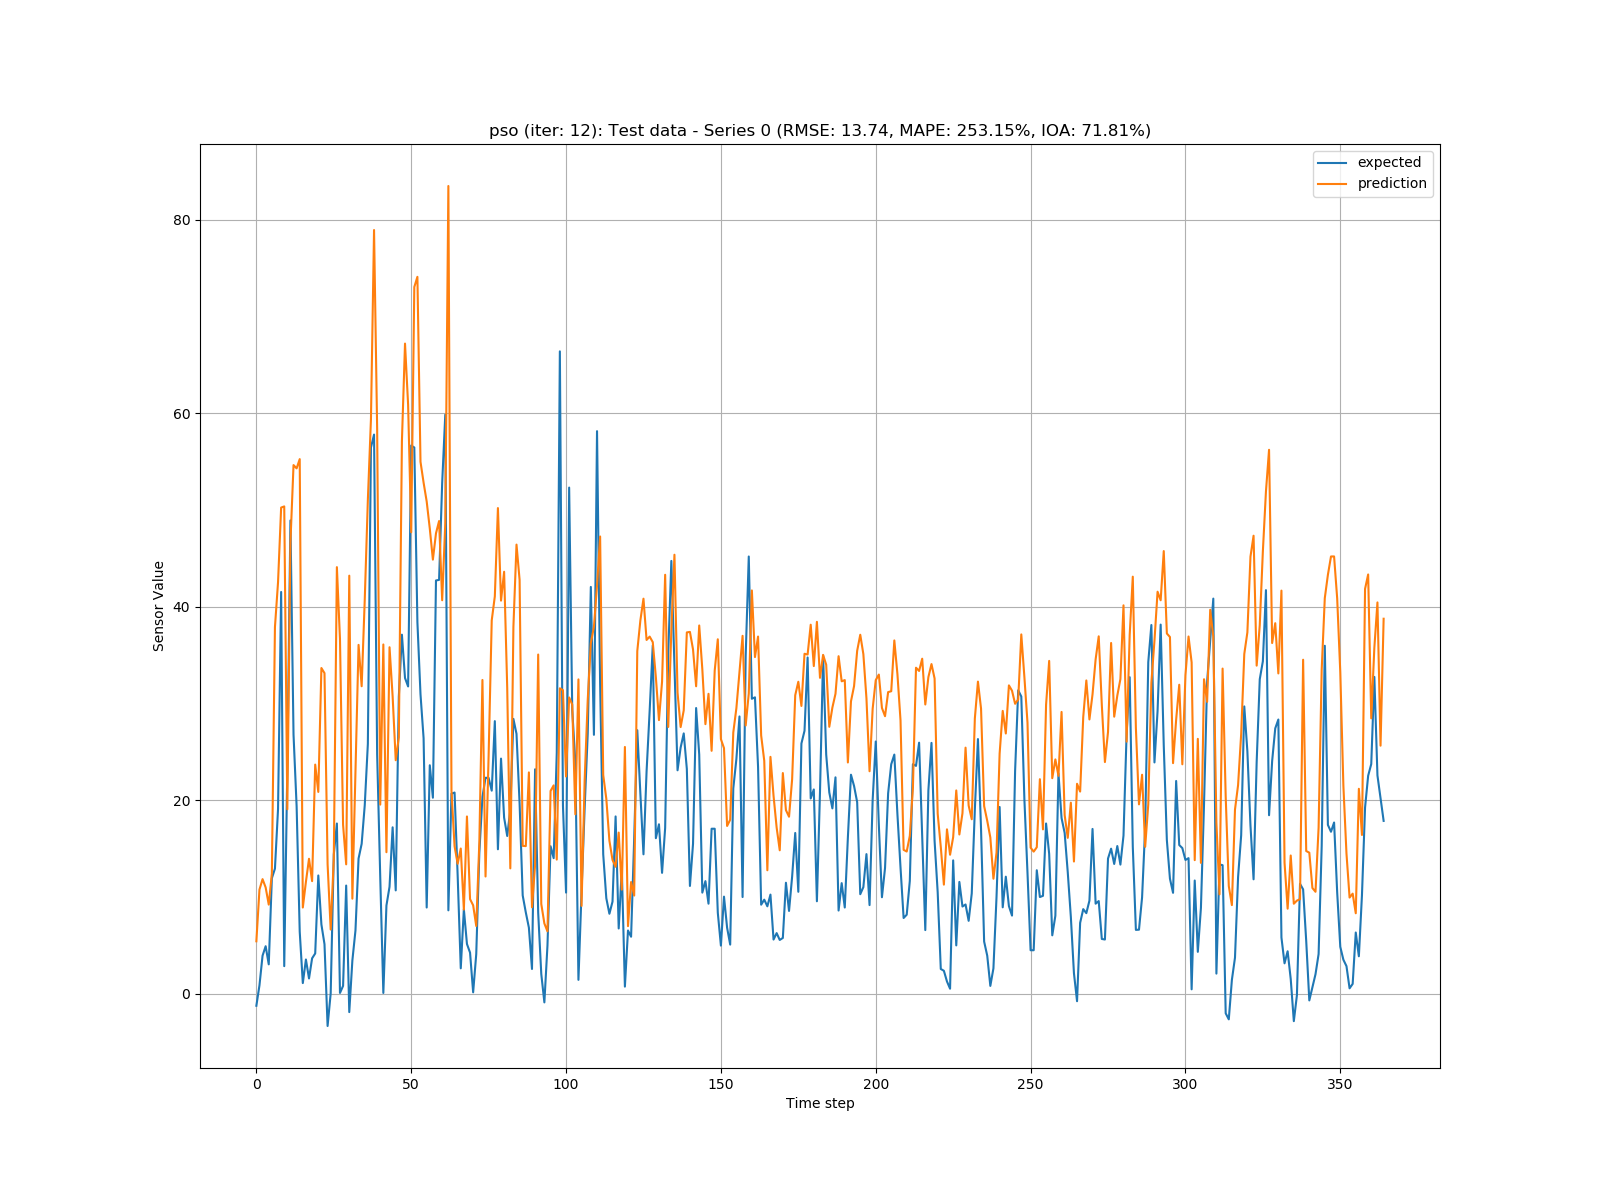 pso (iter: 12): Test data - Series 0 (RMSE: 13.74, MAPE: 253.15%, IOA: 71.81%)
expected
prediction
80
60
40
20
0
Sensor Value
0 50 100 150 200 250 300 350
Time step